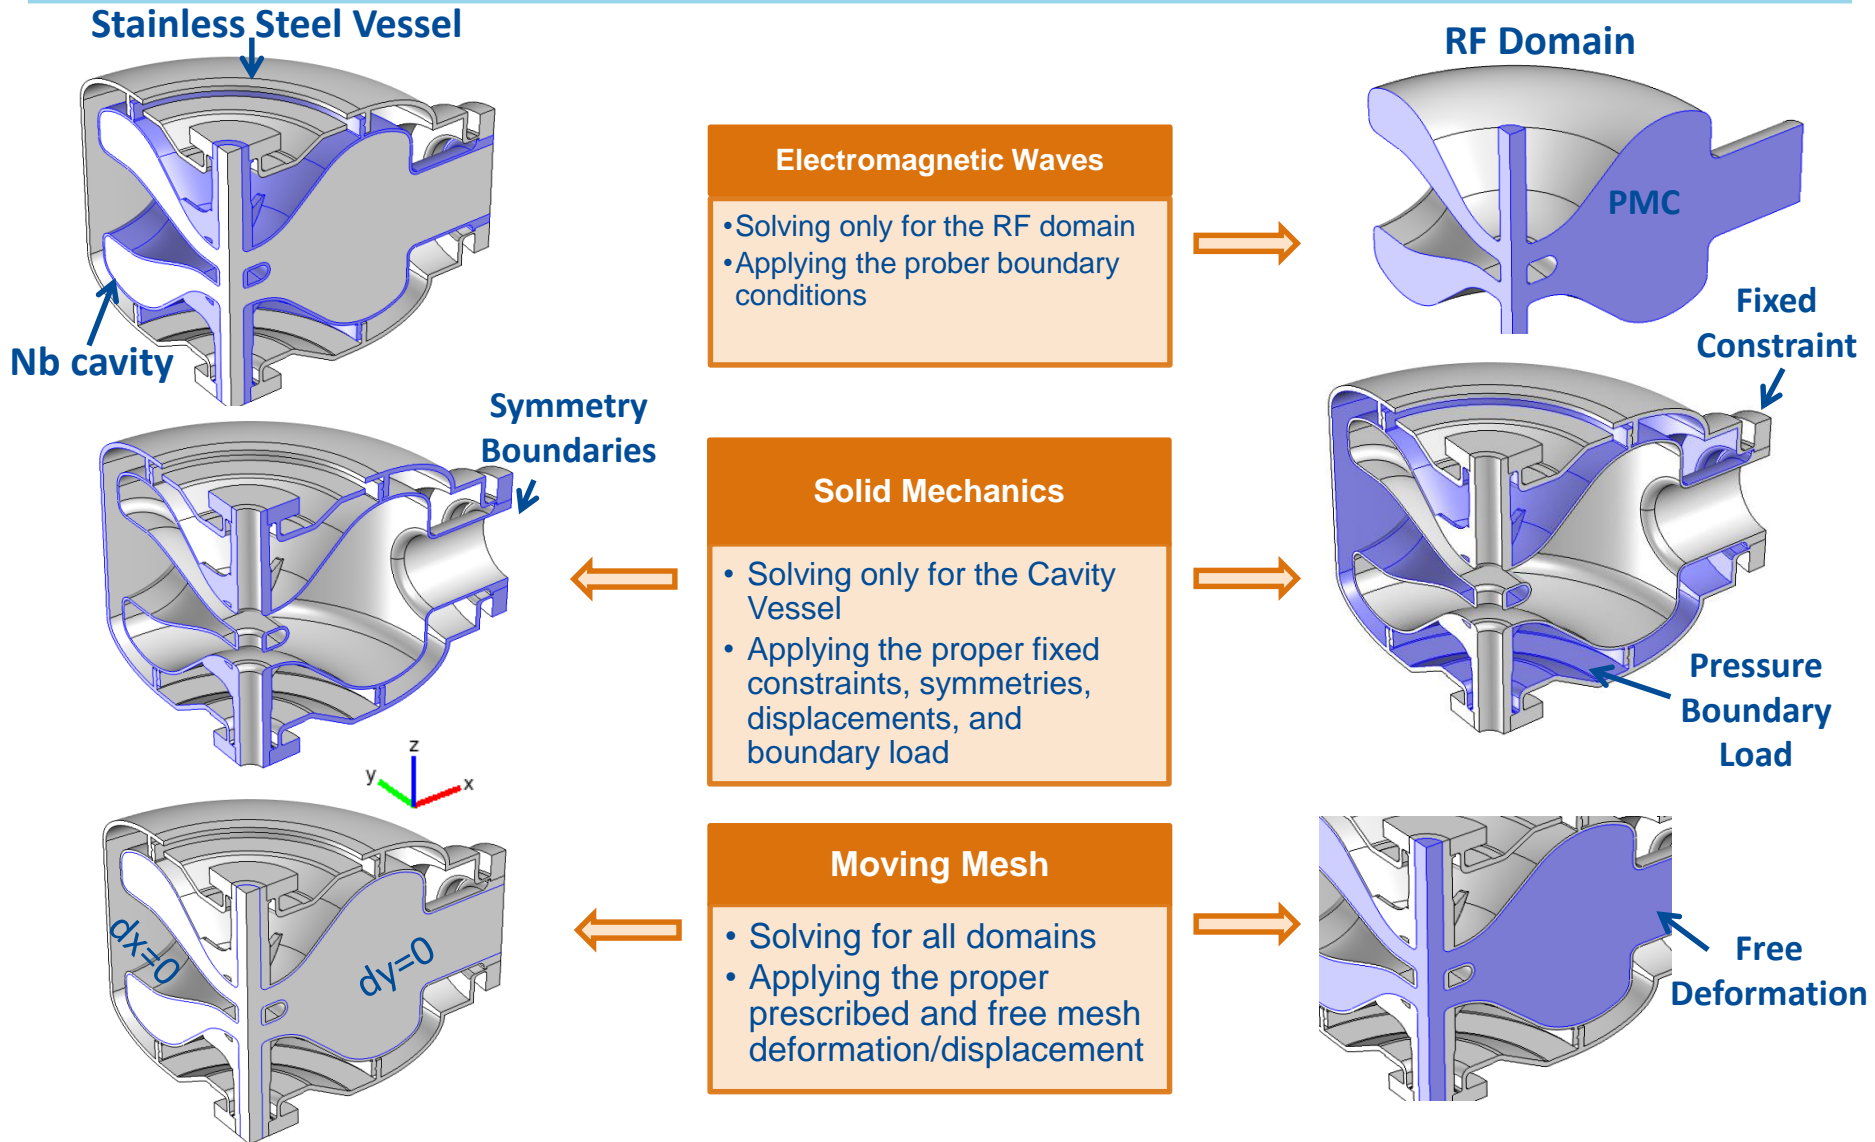 Stainless Steel Vessel
RF Domain
Electromagnetic Waves
•Solving only for the RF domain
•Applying the prober boundary
conditions
PMC
Nb cavity
Fixed
Constraint
Symmetry
Boundaries
Solid Mechanics
• Solving only for the Cavity
Vessel
• Applying the proper fixed
constraints, symmetries,
displacements, and
boundary load
Pressure
Boundary
Load
z
y
x
Moving Mesh
• Solving for all domains
• Applying the proper
prescribed and free mesh
deformation/displacement
dx=0
dy=0
Free
Deformation